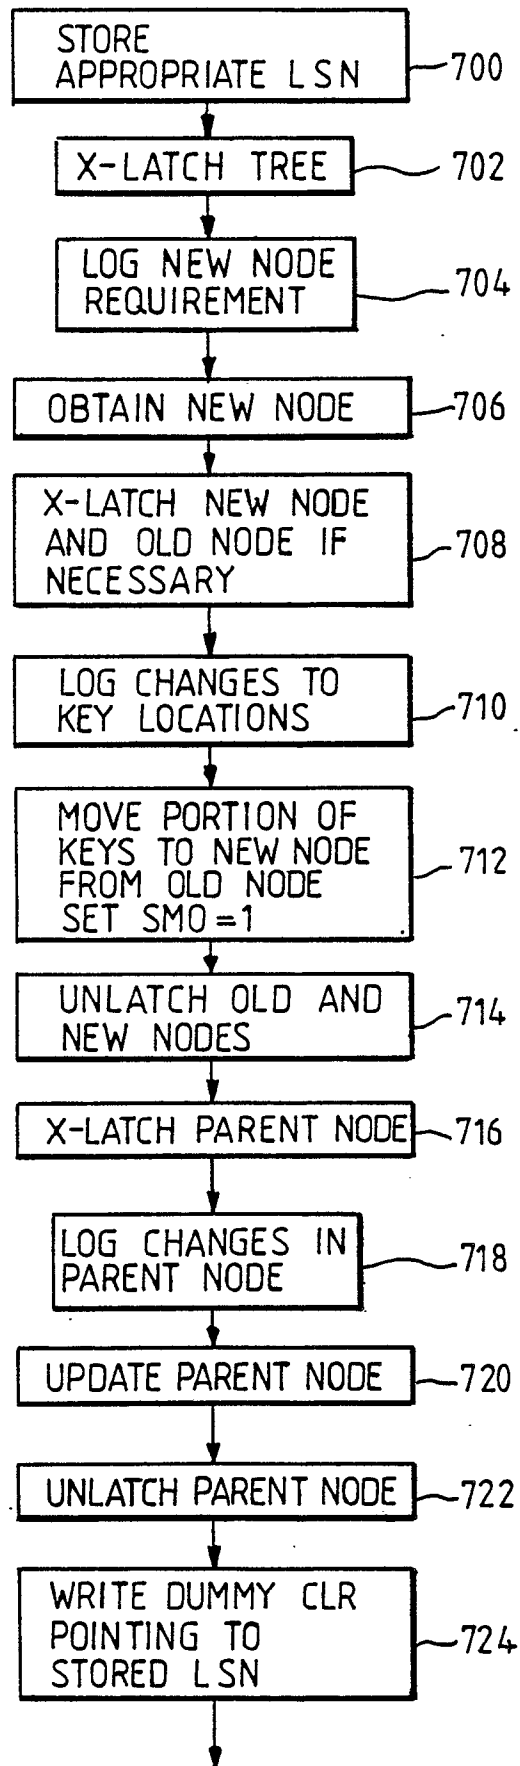 STORE
APPROPRIATE LSN
700
X-LATCH TREE
702
LOG NEW NODE
REQUIREMENT
704
OBTAIN NEW NODE
706
X-LATCH NEW NODE
AND OLD NODE IF
NECESSARY
708
LOG CHANGES TO
KEY LOCATIONS
710
MOVE PORTION OF
KEYS TO NEW NODE
FROM OLD NODE
SET SMO=1
712
UNLATCH OLD AND
NEW NODES
714
X-LATCH PARENT NODE
716
LOG CHANGES IN
PARENT NODE
718
UPDATE PARENT NODE
720
UNLATCH PARENT NODE
722
WRITE DUMMY CLR
POINTING TO
STORED LSN
724